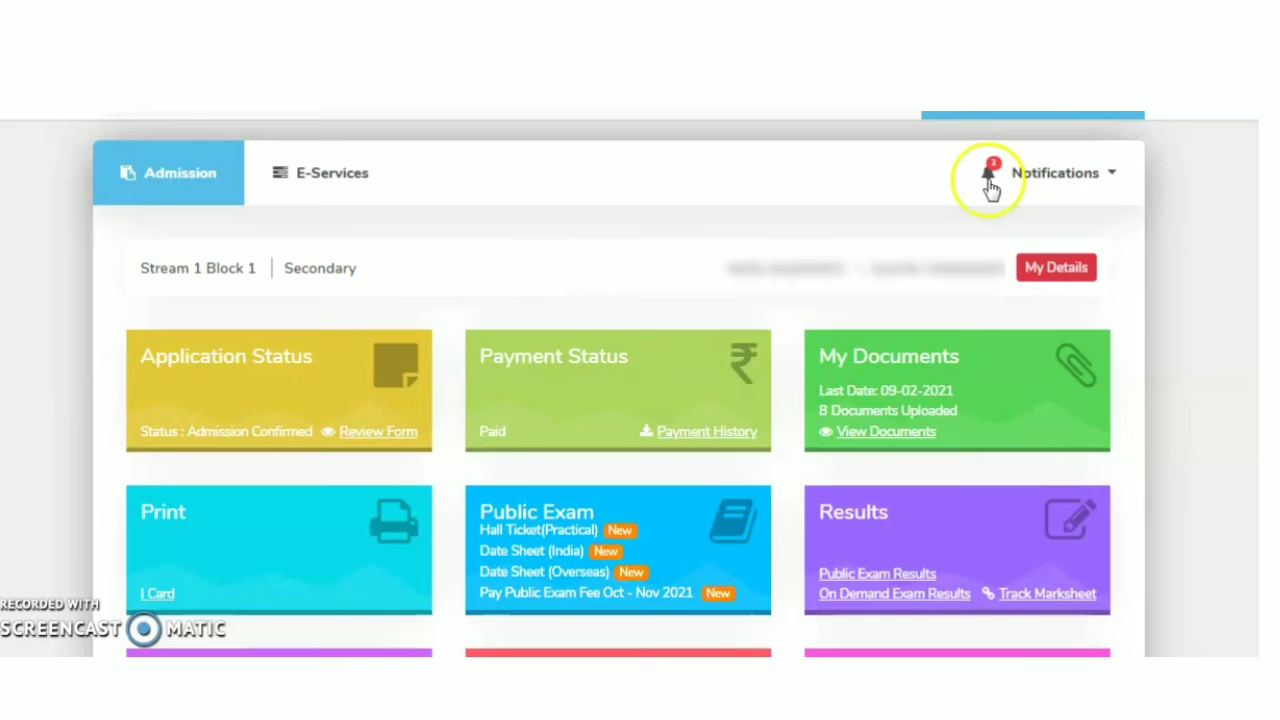 Admission
E-Services
2
Notifications
Stream 1 Block 1
Secondary
My Details
Application Status
Status : Admission Confirmed
Review Form
Payment Status
Paid
Payment History
My Documents
Last Date: 09-02-2021
8 Documents Uploaded
View Documents
Print
I Card
Public Exam
Hall Ticket(Practical) New
Date Sheet (India) New
Date Sheet (Overseas) New
Pay Public Exam Fee Oct - Nov 2021 New
Results
Public Exam Results
On Demand Exam Results
Track Marksheet
RECORDED WITH
SCREENCAST MATIC